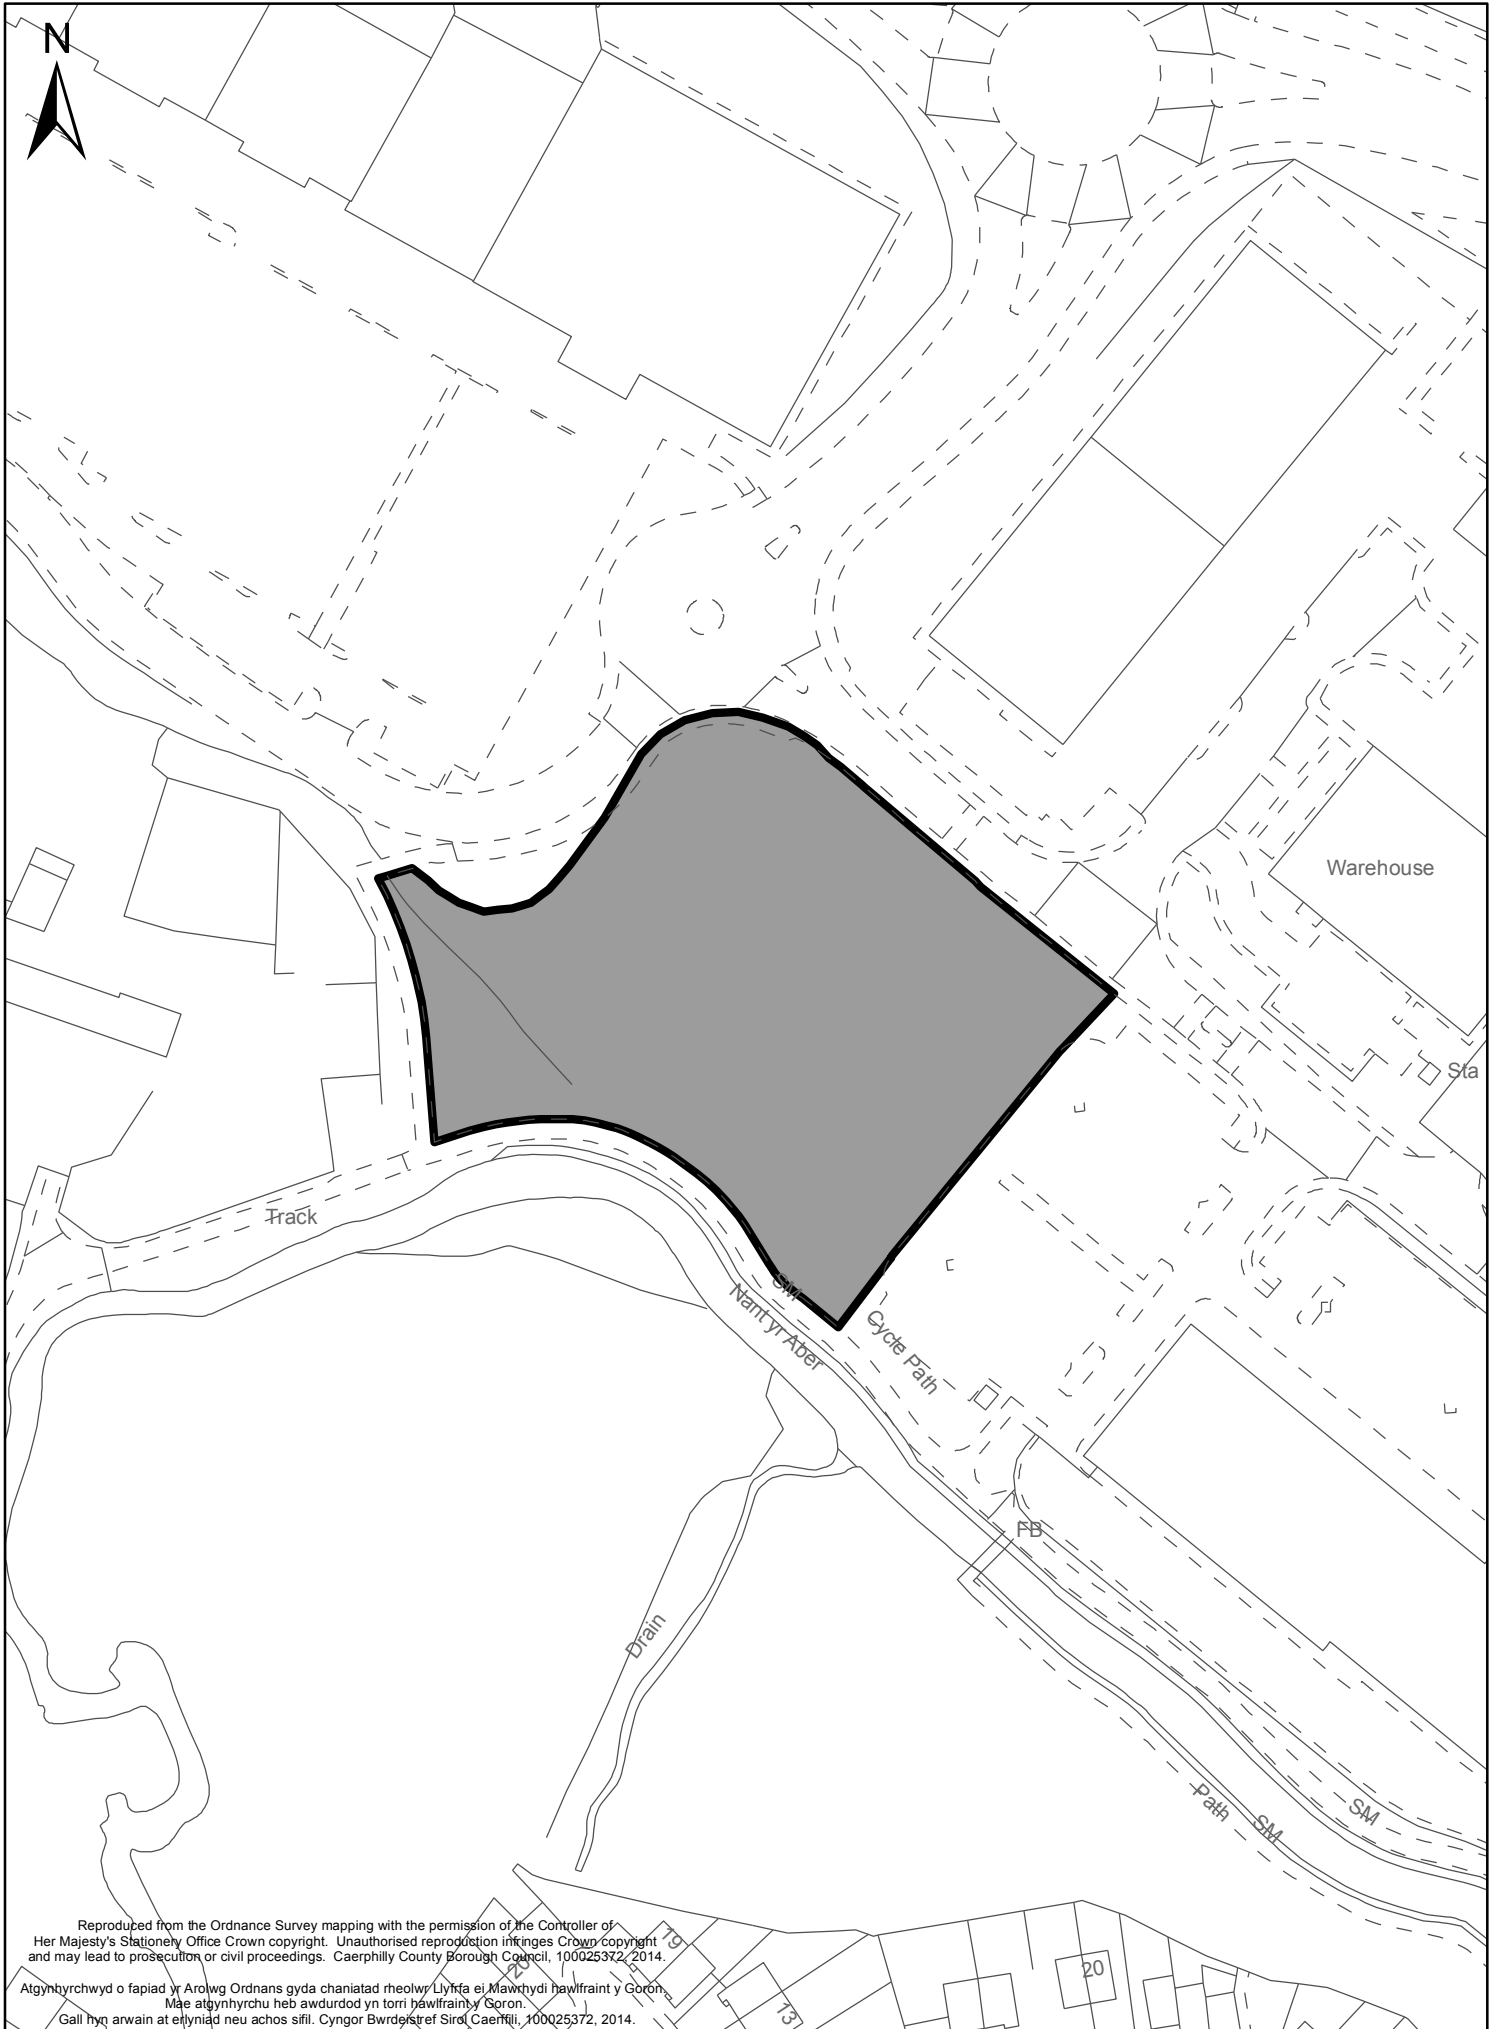 N
Warehouse
Sta
Track
SM
Nant yr Aber
Cycle Path
FB
Drain
Path
SM
SM
Reproduced from the Ordnance Survey mapping with the permission of the Controller of
Her Majesty's Stationery Office Crown copyright. Unauthorised reproduction infringes Crown copyright
and may lead to prosecution or civil proceedings. Caerphilly County Borough Council, 100025372, 2014.
19
20
20
Atgynhyrchwyd o fapiad yr Arolwg Ordnans gyda chaniatad rheolwr Llyfrfa ei Mawrhydi hawlfraint y Goron.
Mae atgynhyrchu heb awdurdod yn torri hawlfraint y Goron.
Gall hyn arwain at erlyniad neu achos sifil. Cyngor Bwrdeistref Sirol Caerffili, 100025372, 2014.
13